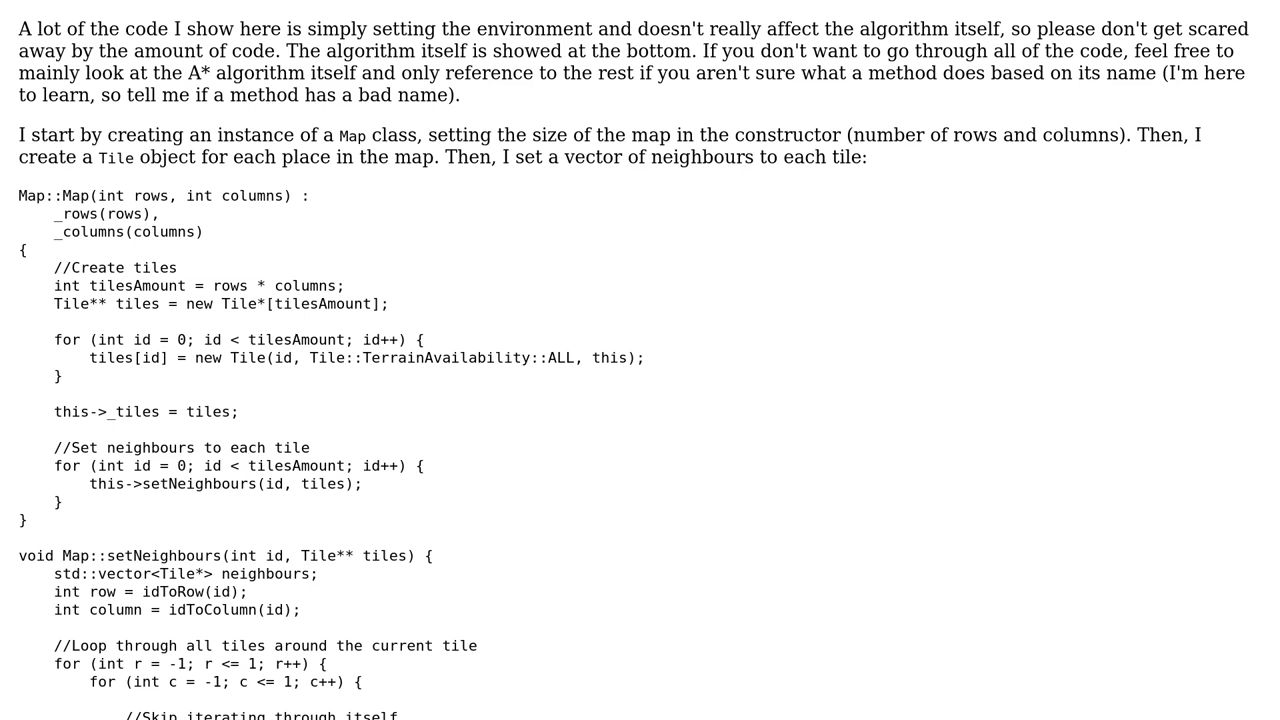 A lot of the code I show here is simply setting the environment and doesn't really affect the algorithm itself, so please don't get scared
away by the amount of code. The algorithm itself is showed at the bottom. If you don't want to go through all of the code, feel free to
mainly look at the A* algorithm itself and only reference to the rest if you aren't sure what a method does based on its name (I'm here
to learn, so tell me if a method has a bad name).
I start by creating an instance of a Map class, setting the size of the map in the constructor (number of rows and columns). Then, I
create a Tile object for each place in the map. Then, I set a vector of neighbours to each tile:
Map::Map(int rows, int columns) :
    _rows(rows),
    _columns(columns)
{
    //Create tiles
    int tilesAmount = rows * columns;
    Tile** tiles = new Tile*[tilesAmount];
    for (int id = 0; id < tilesAmount; id++) {
        tiles[id] = new Tile(id, Tile::TerrainAvailability::ALL, this);
    }
    this->_tiles = tiles;
    //Set neighbours to each tile
    for (int id = 0; id < tilesAmount; id++) {
        this->setNeighbours(id, tiles);
    }
}
void Map::setNeighbours(int id, Tile** tiles) {
    std::vector<Tile*> neighbours;
    int row = idToRow(id);
    int column = idToColumn(id);
    //Loop through all tiles around the current tile
    for (int r = -1; r <= 1; r++) {
        for (int c = -1; c <= 1; c++) {
            //Skip iterating through itself